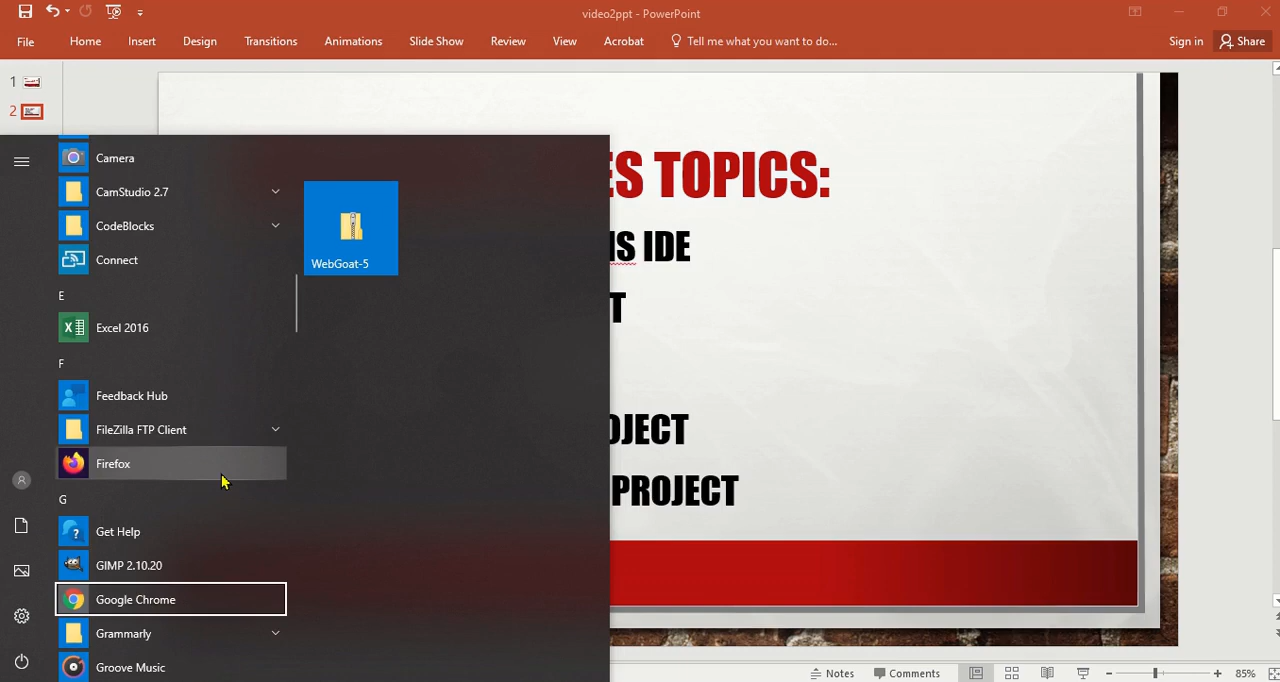 video2ppt - PowerPoint
File Home Insert Design Transitions Animations Slide Show Review View Acrobat Tell me what you want to do... Sign in Share
1
2
ES TOPICS:
IS IDE
T
OJECT
PROJECT
Camera
CamStudio 2.7
CodeBlocks
Connect
E
Excel 2016
F
Feedback Hub
FileZilla FTP Client
Firefox
G
Get Help
GIMP 2.10.20
Google Chrome
Grammarly
Groove Music
WebGoat-5
Notes Comments 85%